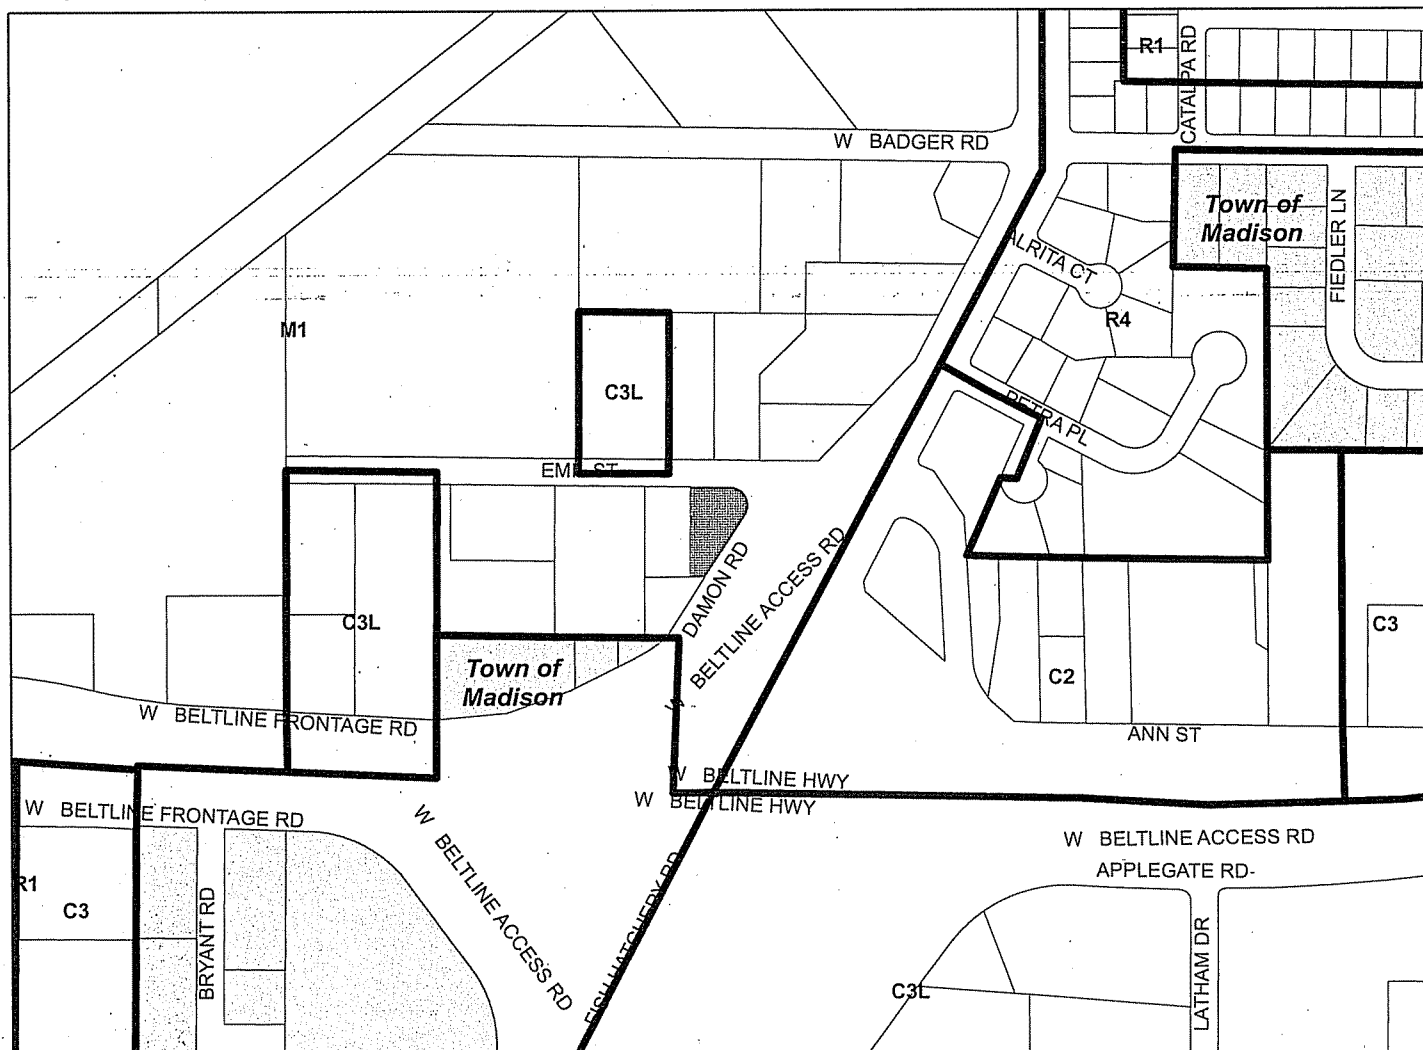 R1
CATALPA RD
W BADGER RD
Town of
Madison
FIEDLER LN
ALRITA CT
R4
M1
C3L
PETRA PL
EMIL ST
DAMON RD
W BELTLINE ACCESS RD
C3L
C3
Town of
Madison
C2
W BELTLINE FRONTAGE RD
ANN ST
W BELTLINE HWY
W BELTLINE HWY
W BELTLINE FRONTAGE RD
W BELTLINE ACCESS RD
W BELTLINE ACCESS RD
APPLEGATE RD
R1
C3
BRYANT RD
FISH HATCHERY RD
C3L
LATHAM DR